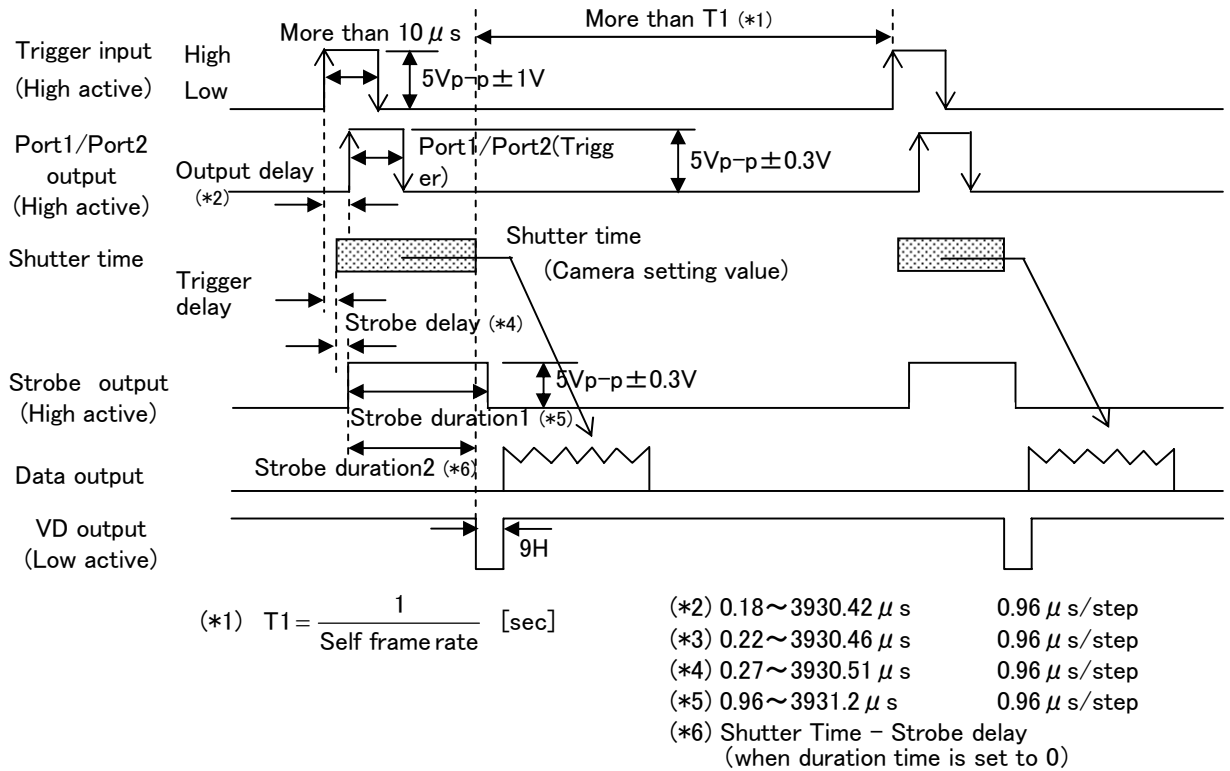 More than T1 (*1)
More than 10 μ s
Trigger input
(High active)
High
Low
5Vp-p±1V
Port1/Port2
output
(High active)
Output delay
(*2)
Port1/Port2(Trigg
er)
5Vp-p±0.3V
Shutter time
Shutter time
(Camera setting value)
Trigger
delay
Strobe delay (*4)
Strobe output
(High active)
5Vp-p±0.3V
Strobe duration1 (*5)
Strobe duration2 (*6)
Data output
VD output
(Low active)
9H
(*1) T1 = 1 / Self frame rate [sec]
(*2) 0.18~3930.42 μ s 0.96 μ s/step
(*3) 0.22~3930.46 μ s 0.96 μ s/step
(*4) 0.27~3930.51 μ s 0.96 μ s/step
(*5) 0.96~3931.2 μ s 0.96 μ s/step
(*6) Shutter Time - Strobe delay
(when duration time is set to 0)